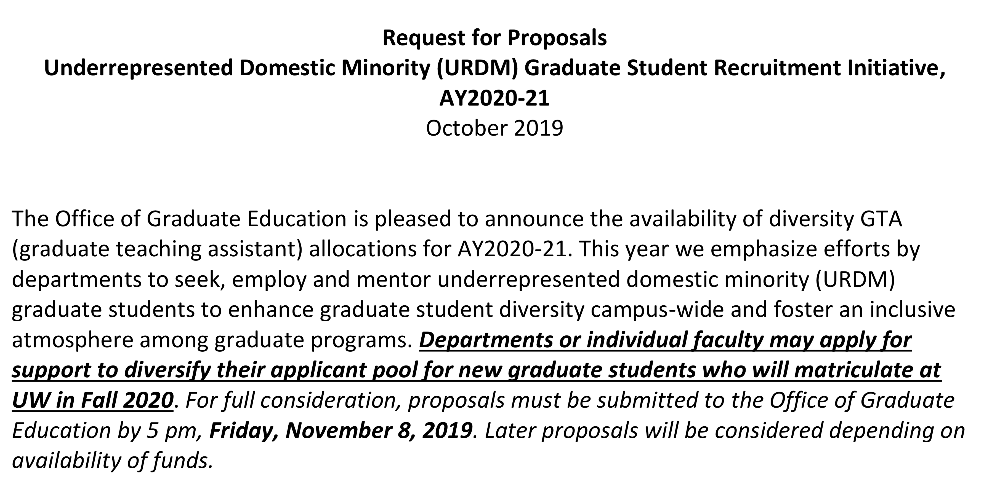 Request for Proposals
Underrepresented Domestic Minority (URDM) Graduate Student Recruitment Initiative,
AY2020-21
October 2019
The Office of Graduate Education is pleased to announce the availability of diversity GTA
(graduate teaching assistant) allocations for AY2020-21. This year we emphasize efforts by
departments to seek, employ and mentor underrepresented domestic minority (URDM)
graduate students to enhance graduate student diversity campus-wide and foster an inclusive
atmosphere among graduate programs. Departments or individual faculty may apply for
support to diversify their applicant pool for new graduate students who will matriculate at
UW in Fall 2020. For full consideration, proposals must be submitted to the Office of Graduate
Education by 5 pm, Friday, November 8, 2019. Later proposals will be considered depending on
availability of funds.